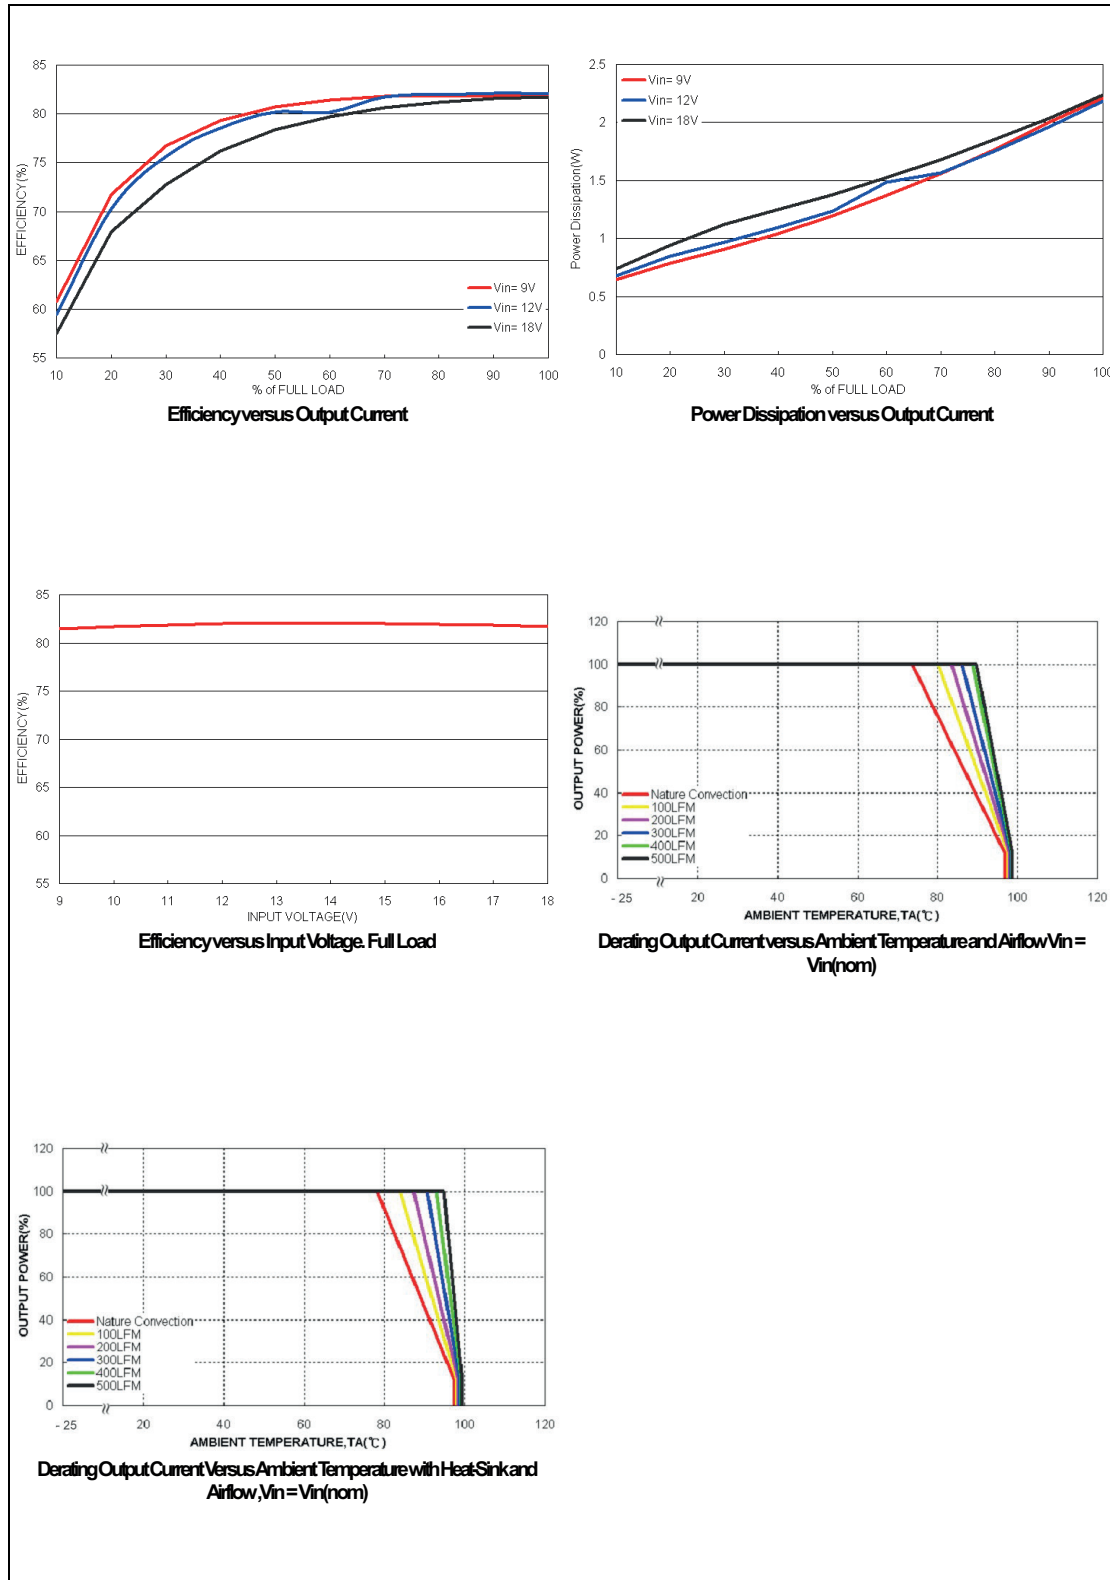 85
80
75
70
65
60
55
EFFICIENCY(%)
Vin= 9V
Vin= 12V
Vin= 18V
10 20 30 40 50 60 70 80 90 100
% of FULL LOAD
Efficiency versus Output Current
2.5
2
1.5
1
0.5
0
Power Dissipation(W)
Vin= 9V
Vin= 12V
Vin= 18V
10 20 30 40 50 60 70 80 90 100
% of FULL LOAD
Power Dissipation versus Output Current
85
80
75
70
65
60
55
EFFICIENCY(%)
9 10 11 12 13 14 15 16 17 18
INPUT VOLTAGE(V)
Efficiency versus Input Voltage. Full Load
120
100
80
60
40
20
0
OUTPUT POWER(%)
Nature Convection
100LFM
200LFM
300LFM
400LFM
500LFM
- 25 20 40 60 80 100 120
AMBIENT TEMPERATURE,TA(℃)
Derating Output Current versus Ambient Temperature and Airflow Vin =
Vin(nom)
120
100
80
60
40
20
0
OUTPUT POWER(%)
Nature Convection
100LFM
200LFM
300LFM
400LFM
500LFM
- 25 20 40 60 80 100 120
AMBIENT TEMPERATURE,TA(℃)
Derating Output Current Versus Ambient Temperature with Heat-Sink and
Airflow ,Vin = Vin(nom)